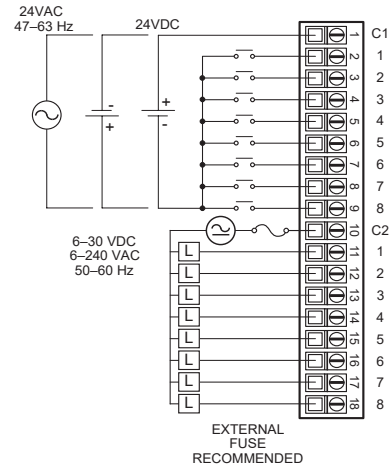 24VAC
47–63 Hz
24VDC
-
+
+
-
1 C1
2 1
3 2
4 3
5 4
6 5
7 6
8 7
9 8
10 C2
6–30 VDC
6–240 VAC
50–60 Hz
L 11 1
L 12 2
L 13 3
L 14 4
L 15 5
L 16 6
L 17 7
L 18 8
EXTERNAL
FUSE
RECOMMENDED